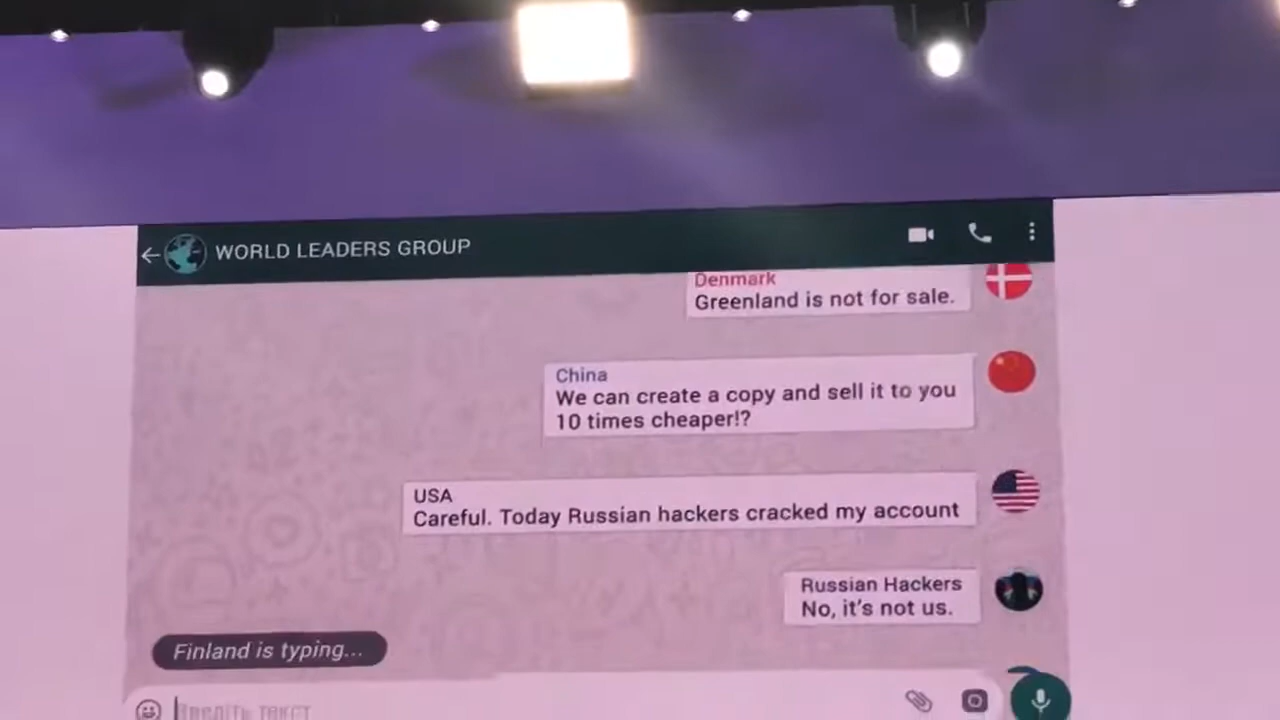 WORLD LEADERS GROUP
Denmark
Greenland is not for sale.
China
We can create a copy and sell it to you
10 times cheaper!?
USA
Careful. Today Russian hackers cracked my account
Russian Hackers
No, it's not us.
Finland is typing...